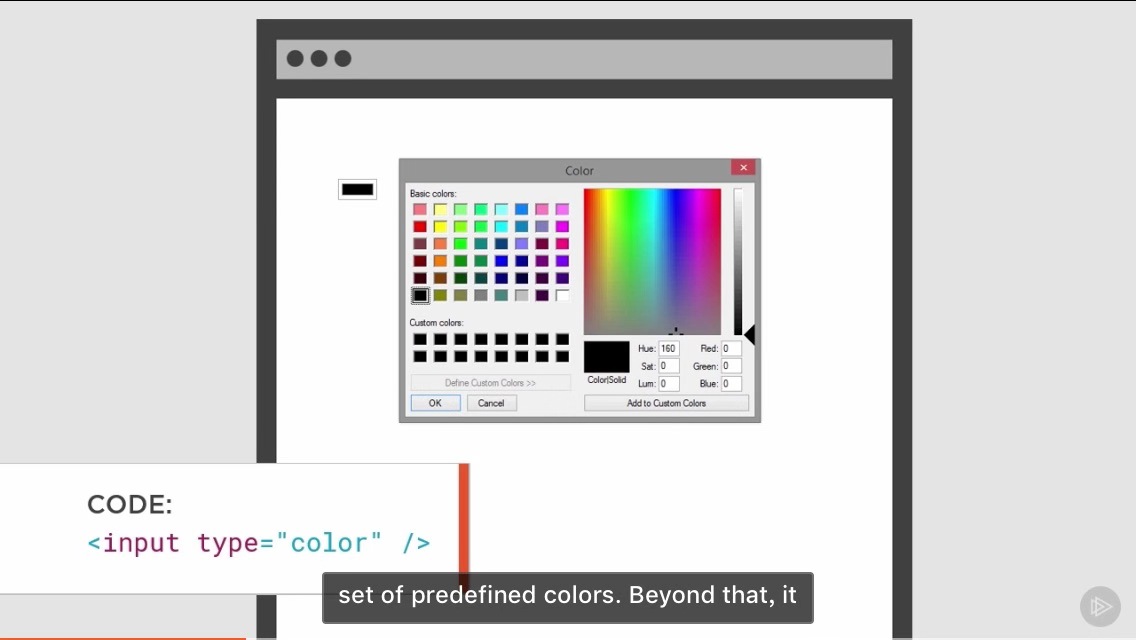 Color
Basic colors:
Custom colors:
Define Custom Colors >>
OK
Cancel
Color|Solid
Hue: 160
Sat: 0
Lum: 0
Red: 0
Green: 0
Blue: 0
Add to Custom Colors
CODE:
<input type="color" />
set of predefined colors. Beyond that, it